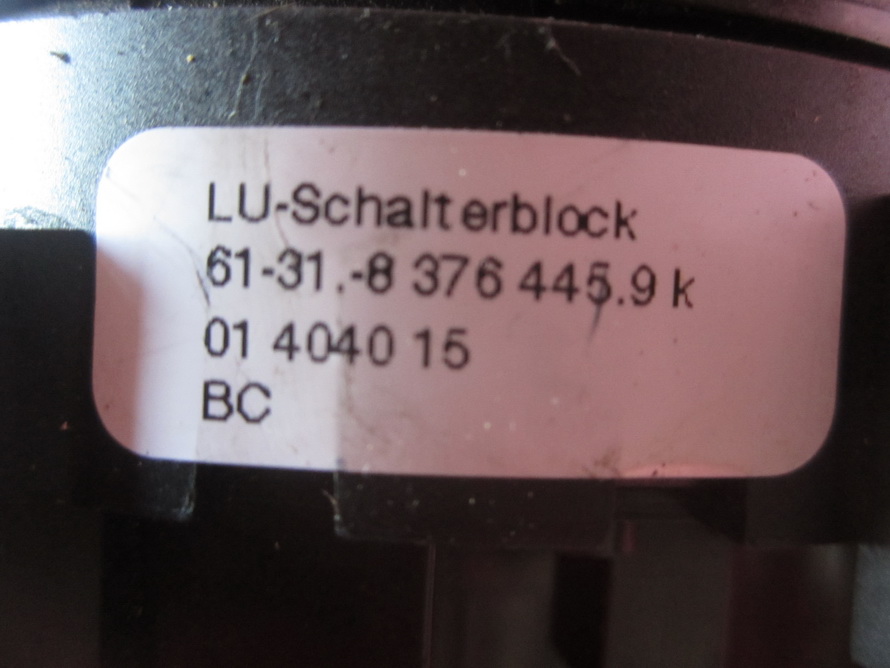 LU-Schalterblock
61-31.-8 376 445.9 k
01 4040 15
BC